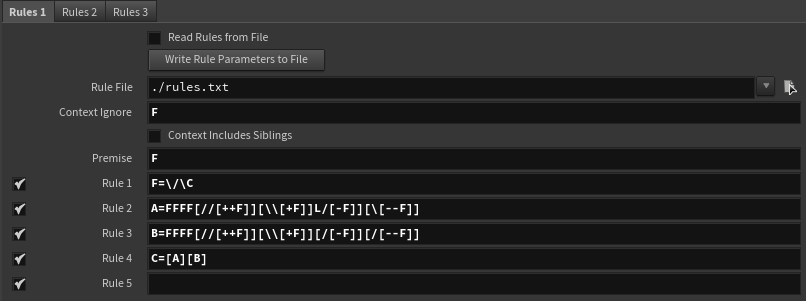 Rules 1 Rules 2 Rules 3
Read Rules from File
Write Rule Parameters to File
Rule File ./rules.txt
Context Ignore F
Context Includes Siblings
Premise F
Rule 1 F=\/\C
Rule 2 A=FFFF[//[++F]][\\[+F]]L/[-F]][\[--F]]
Rule 3 B=FFFF[//[++F]][\\[+F]][/[-F]][/[--F]]
Rule 4 C=[A][B]
Rule 5